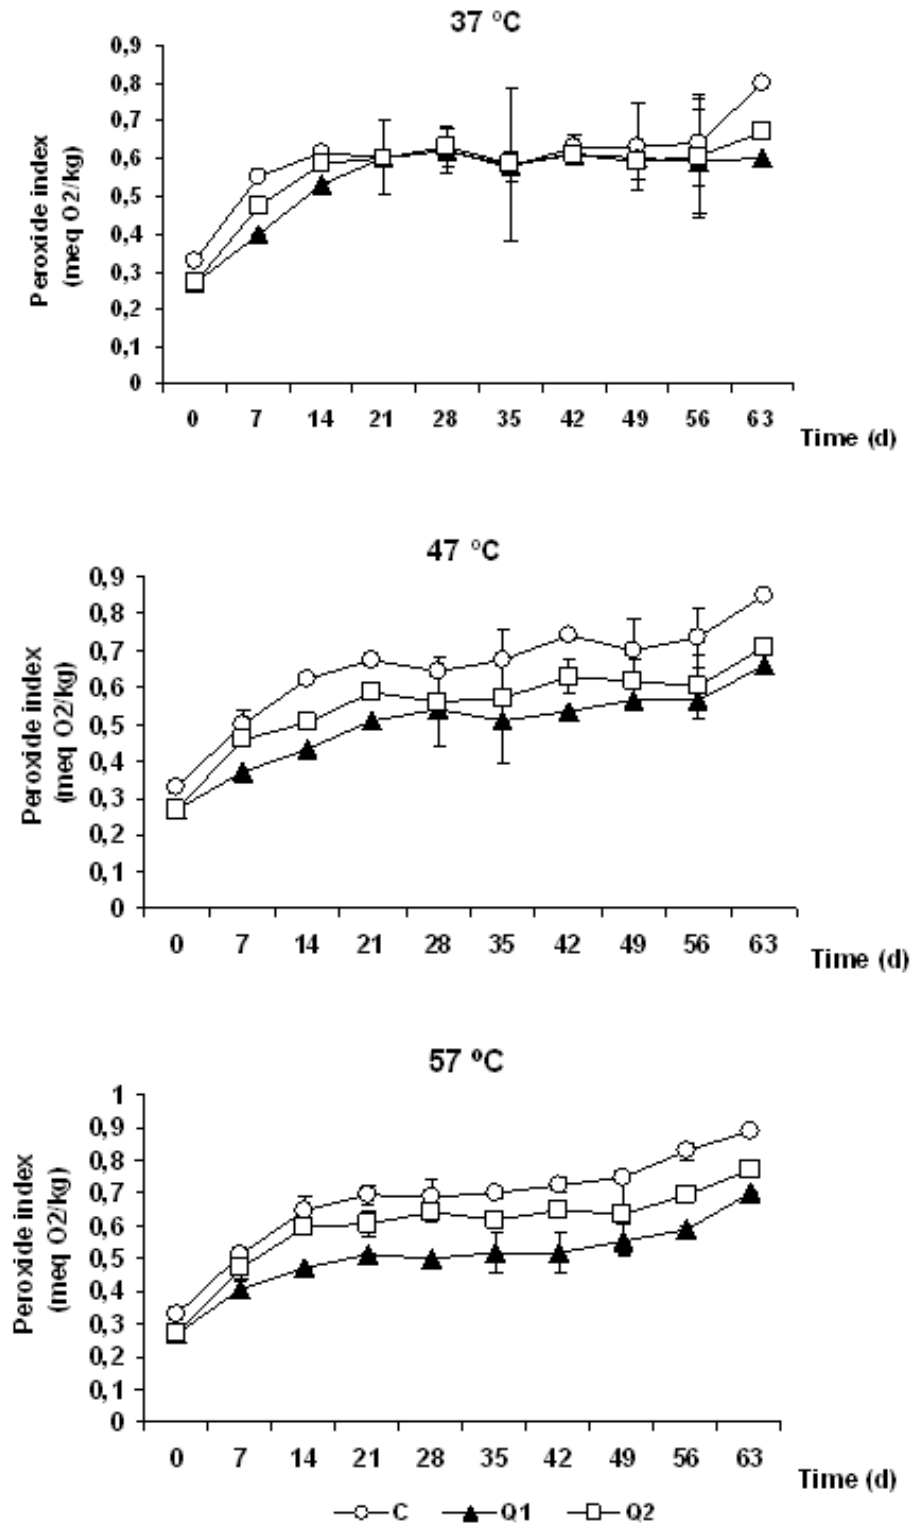 37 ºC
Peroxide index
(meq O2/kg)
0,9
0,8
0,7
0,6
0,5
0,4
0,3
0,2
0,1
0
0 7 14 21 28 35 42 49 56 63
Time (d)
47 ºC
Peroxide index
(meq O2/kg)
0,9
0,8
0,7
0,6
0,5
0,4
0,3
0,2
0,1
0
0 7 14 21 28 35 42 49 56 63
Time (d)
57 ºC
Peroxide index
(meq O2/kg)
1
0,9
0,8
0,7
0,6
0,5
0,4
0,3
0,2
0,1
0
0 7 14 21 28 35 42 49 56 63
Time (d)
C Q1 Q2